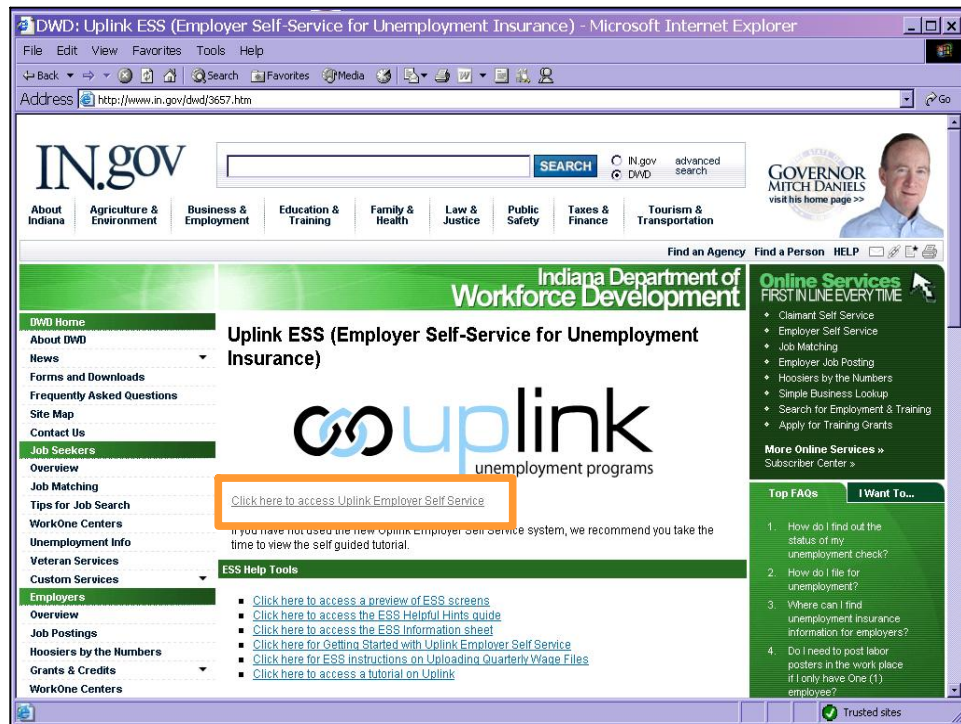 DWD: Uplink ESS (Employer Self-Service for Unemployment Insurance) - Microsoft Internet Explorer
File Edit View Favorites Tools Help
Back Search Favorites Media
Address http://www.in.gov/dwd/3657.htm Go
IN.gov
SEARCH
IN.gov
DWD
advanced
search
GOVERNOR
MITCH DANIELS
visit his home page >>
About
Indiana
Agriculture &
Environment
Business &
Employment
Education &
Training
Family &
Health
Law &
Justice
Public
Safety
Taxes &
Finance
Tourism &
Transportation
Find an Agency Find a Person HELP
Indiana Department of
Workforce Development
DWD Home
About DWD
News
Forms and Downloads
Frequently Asked Questions
Site Map
Contact Us
Job Seekers
Overview
Job Matching
Tips for Job Search
WorkOne Centers
Unemployment Info
Veteran Services
Custom Services
Employers
Overview
Job Postings
Hoosiers by the Numbers
Grants & Credits
WorkOne Centers
Uplink ESS (Employer Self-Service for Unemployment
Insurance)
uplink
unemployment programs
Click here to access Uplink Employer Self Service
If you have not used the new Uplink Employer Self Service system, we recommend you take the
time to view the self guided tutorial.
ESS Help Tools
Click here to access a preview of ESS screens
Click here to access the ESS Helpful Hints guide
Click here to access the ESS Information sheet
Click here for Getting Started with Uplink Employer Self Service
Click here for ESS instructions on Uploading Quarterly Wage Files
Click here to access a tutorial on Uplink
Online Services
FIRST IN LINE EVERY TIME
Claimant Self Service
Employer Self Service
Job Matching
Employer Job Posting
Hoosiers by the Numbers
Simple Business Lookup
Search for Employment & Training
Apply for Training Grants
More Online Services »
Subscriber Center »
Top FAQs I Want To...
1. How do I find out the
status of my
unemployment check?
2. How do I file for
unemployment?
3. Where can I find
unemployment insurance
information for employers?
4. Do I need to post labor
posters in the work place
if I only have One (1)
employee?
Trusted sites